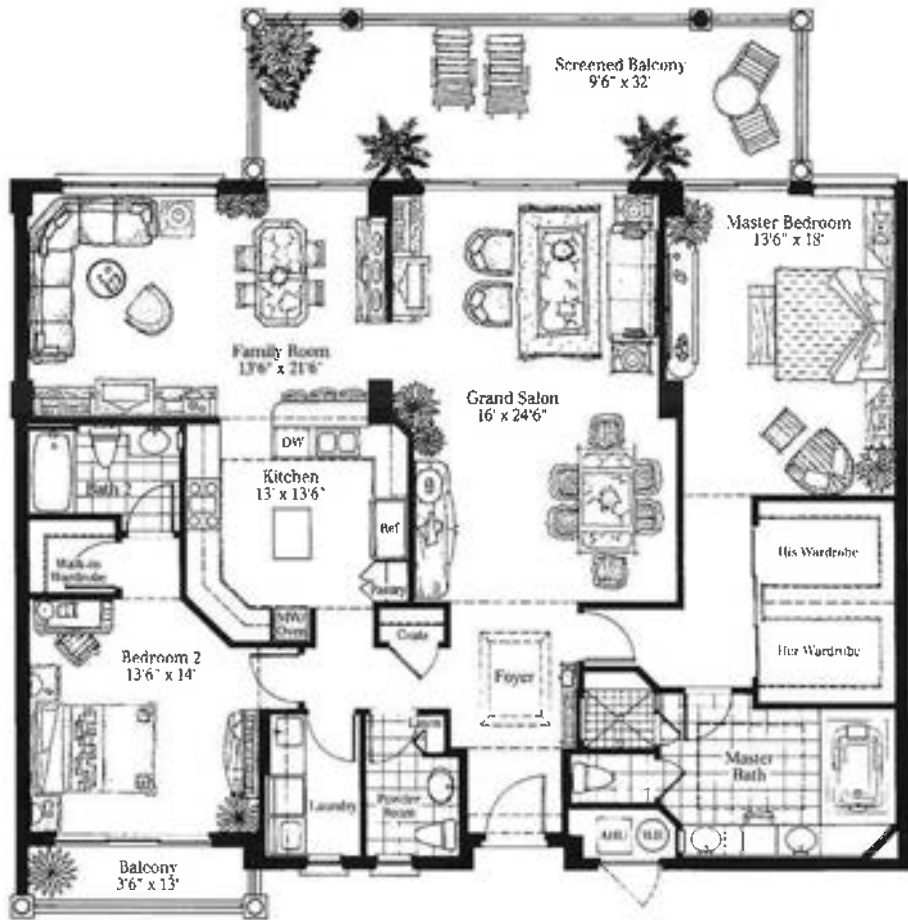 Screened Balcony
9'6" x 32'
Master Bedroom
13'6" x 18'
Family Room
13'6" x 21'6"
Grand Salon
16' x 24'6"
DW
Kitchen
13' x 13'6"
Bath 2
Ref
Walk-in
Wardrobe
Pantry
His Wardrobe
MW/
Oven
Coats
Her Wardrobe
Bedroom 2
13'6" x 14'
Foyer
Linen
Master
Bath
Laundry
Powder
Room
AHU
Balcony
3'6" x 13'